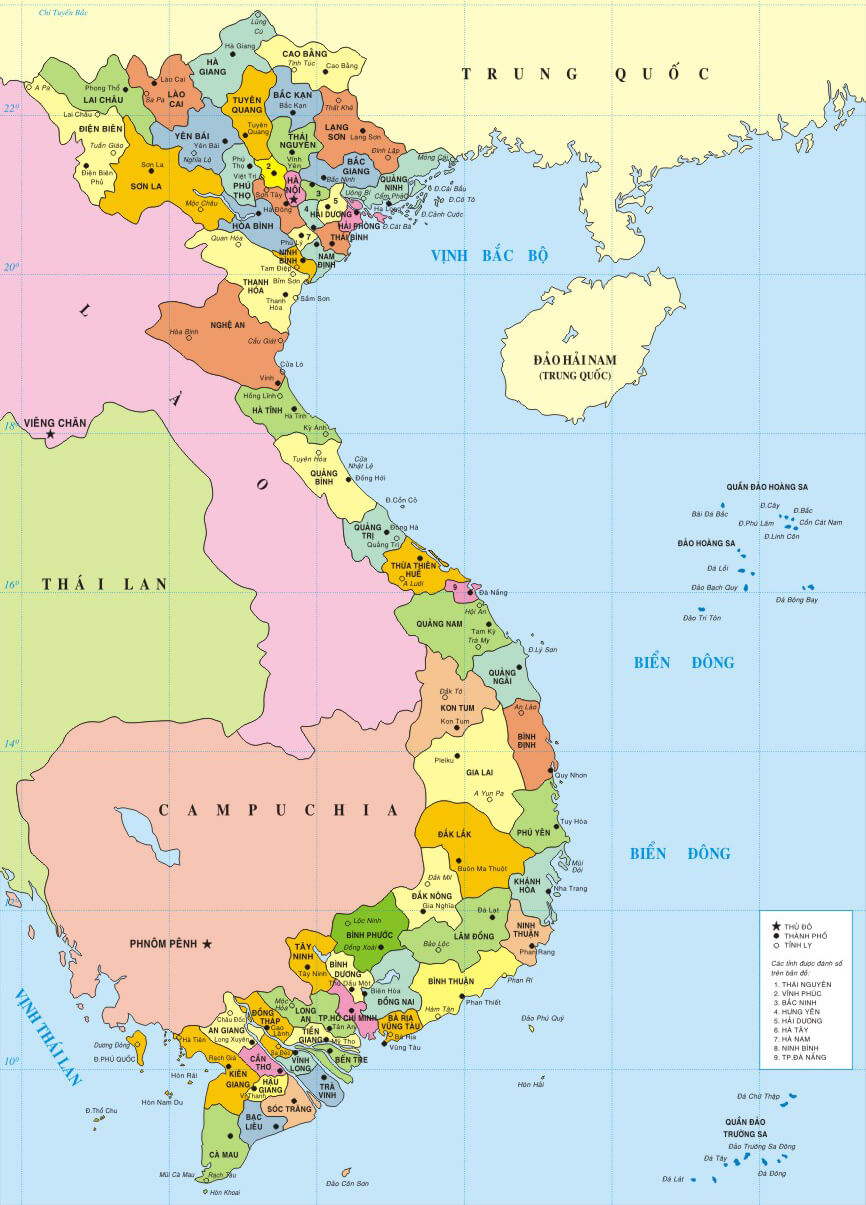 Chí Tuyến Bắc
Lũng
Cú
Hà Giang
HÀ
GIANG
CAO BẰNG
Tĩnh Túc
Cao Bằng
TRUNG QUỐC
A Pa
Phong Thổ
LAI CHÂU
Lào Cai
Sa Pa
LÀO
CAI
TUYÊN
QUANG
Tuyên
Quang
BẮC KẠN
Bắc Kạn
Thất Khê
LẠNG
SƠN
Lạng Sơn
22º
Lai Châu
ĐIỆN BIÊN
Tuần Giáo
Điện Biên
Phủ
YÊN BÁI
Yên Bái
Nghĩa Lộ
THÁI
NGUYÊN
Vĩnh
Yên
Đình Lập
Móng Cái
BẮC
GIANG
Sơn La
SƠN LA
Phú
Thọ
Việt Trì
PHÚ
THỌ
2
HÀ
NỘI
Bắc Ninh
QUẢNG
NINH
Uông Bí
Cẩm Phả
Hạ Long
Đ.Cái Bầu
Đ.Cô Tô
Đ.Cảnh Cước
Đ.Cát Bà
Mộc Châu
Sơn Tây
Hà Đông
3
4
5
HẢI DƯƠNG
HẢI PHÒNG
HÒA BÌNH
Quan Hóa
Phủ Lý
7
THÁI BÌNH
NINH
BÌNH
NAM
ĐỊNH
VỊNH BẮC BỘ
20º
Tam Điệp
Bỉm Sơn
THANH
HÓA
Thanh
Hóa
Sầm Sơn
L
À
O
NGHỆ AN
Hòa Bình
Cầu Giát
Cửa Lò
Vinh
ĐẢO HẢI NAM
(TRUNG QUỐC)
Hồng Lĩnh
HÀ TĨNH
Hà Tĩnh
Kỳ Anh
VIÊNG CHĂN
18º
Tuyên Hóa
Cửa
Nhật Lệ
QUẢNG
BÌNH
Đồng Hới
Đ.Cồn Cỏ
QUẦN ĐẢO HOÀNG SA
Bãi Đá Bắc
Đ.Cây
Đ.Bắc
Đ.Phú Lâm
Cồn Cát Nam
Đ.Linh Côn
ĐẢO HOÀNG SA
Đá Lồi
Đảo Bạch Quy
Đá Bông Bay
Đảo Tri Tôn
QUẢNG
TRỊ
Đông Hà
Quảng Trị
THỪA THIÊN
HUẾ
A Lưới
THÁI LAN
16º
9
Đà Nẵng
Hội An
QUẢNG NAM
Tam Kỳ
Trà My
Đ.Lý Sơn
BIỂN ĐÔNG
QUẢNG
NGÃI
Đắk Tô
KON TUM
Kon Tum
An Lão
BÌNH
ĐỊNH
14º
Pleiku
GIA LAI
Quy Nhơn
A Yun Pa
CAMPUCHIA
ĐẮK LẮK
Buôn Ma Thuột
PHÚ YÊN
Tuy Hòa
BIỂN ĐÔNG
Mũi
Đôi
KHÁNH
HÒA
Nha Trang
Đắk Mil
ĐẮK NÔNG
Gia Nghĩa
Đà Lạt
LÂM ĐỒNG
Bảo Lộc
NINH
THUẬN
Phan Rang
PHNÔM PÊNH
Lộc Ninh
BÌNH PHƯỚC
Đồng Xoài
TÂY
NINH
Tây Ninh
BÌNH
DƯƠNG
Thủ Dầu Một
Biên Hòa
ĐỒNG NAI
BÌNH THUẬN
Phan Rí
Phan Thiết
Hàm Tân
Đảo Phú Quý
THỦ ĐÔ
THÀNH PHỐ
TỈNH LỴ
Các tỉnh được đánh số
trên bản đồ:
1. THÁI NGUYÊN
2. VĨNH PHÚC
3. BẮC NINH
4. HƯNG YÊN
5. HẢI DƯƠNG
6. HÀ TÂY
7. HÀ NAM
8. NINH BÌNH
9. TP.ĐÀ NẴNG
VỊNH THÁI LAN
Châu Đốc
AN GIANG
Long Xuyên
ĐỒNG
THÁP
Cao
Lãnh
Mộc
Hóa
LONG
AN
TP.HỒ CHÍ MINH
Tân An
TIỀN
GIANG
Mỹ Tho
BÀ RỊA
VŨNG TÀU
Bà Rịa
Vũng Tàu
10º
Dương Đông
Đ.PHÚ QUỐC
Hà Tiên
Hòn Rái
Rạch Giá
KIÊN
GIANG
CẦN
THƠ
Sa Đéc
VĨNH
LONG
BẾN TRE
HẬU
GIANG
Vị Thanh
TRÀ
VINH
SÓC TRĂNG
Hòn Nam Du
Đ.Thổ Chu
BẠC
LIÊU
CÀ MAU
Mũi Cà Mau
Rạch Tàu
Hòn Khoai
Đảo Côn Sơn
Hòn Hải
Đá Chữ Thập
QUẦN ĐẢO
TRƯỜNG SA
Đảo Trường Sa Đông
Đá Tây
Đá Đông
Đá Lát